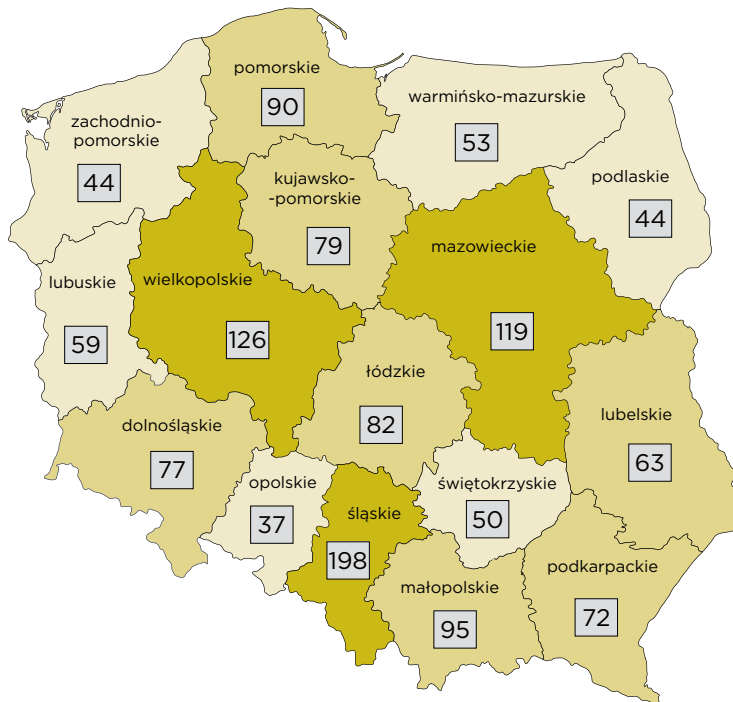 pomorskie
90
warmińsko-mazurskie
53
zachodnio-
pomorskie
44
podlaskie
44
kujawsko-
-pomorskie
79
mazowieckie
119
lubuskie
59
wielkopolskie
126
łódzkie
82
lubelskie
63
dolnośląskie
77
opolskie
37
śląskie
198
świętokrzyskie
50
małopolskie
95
podkarpackie
72